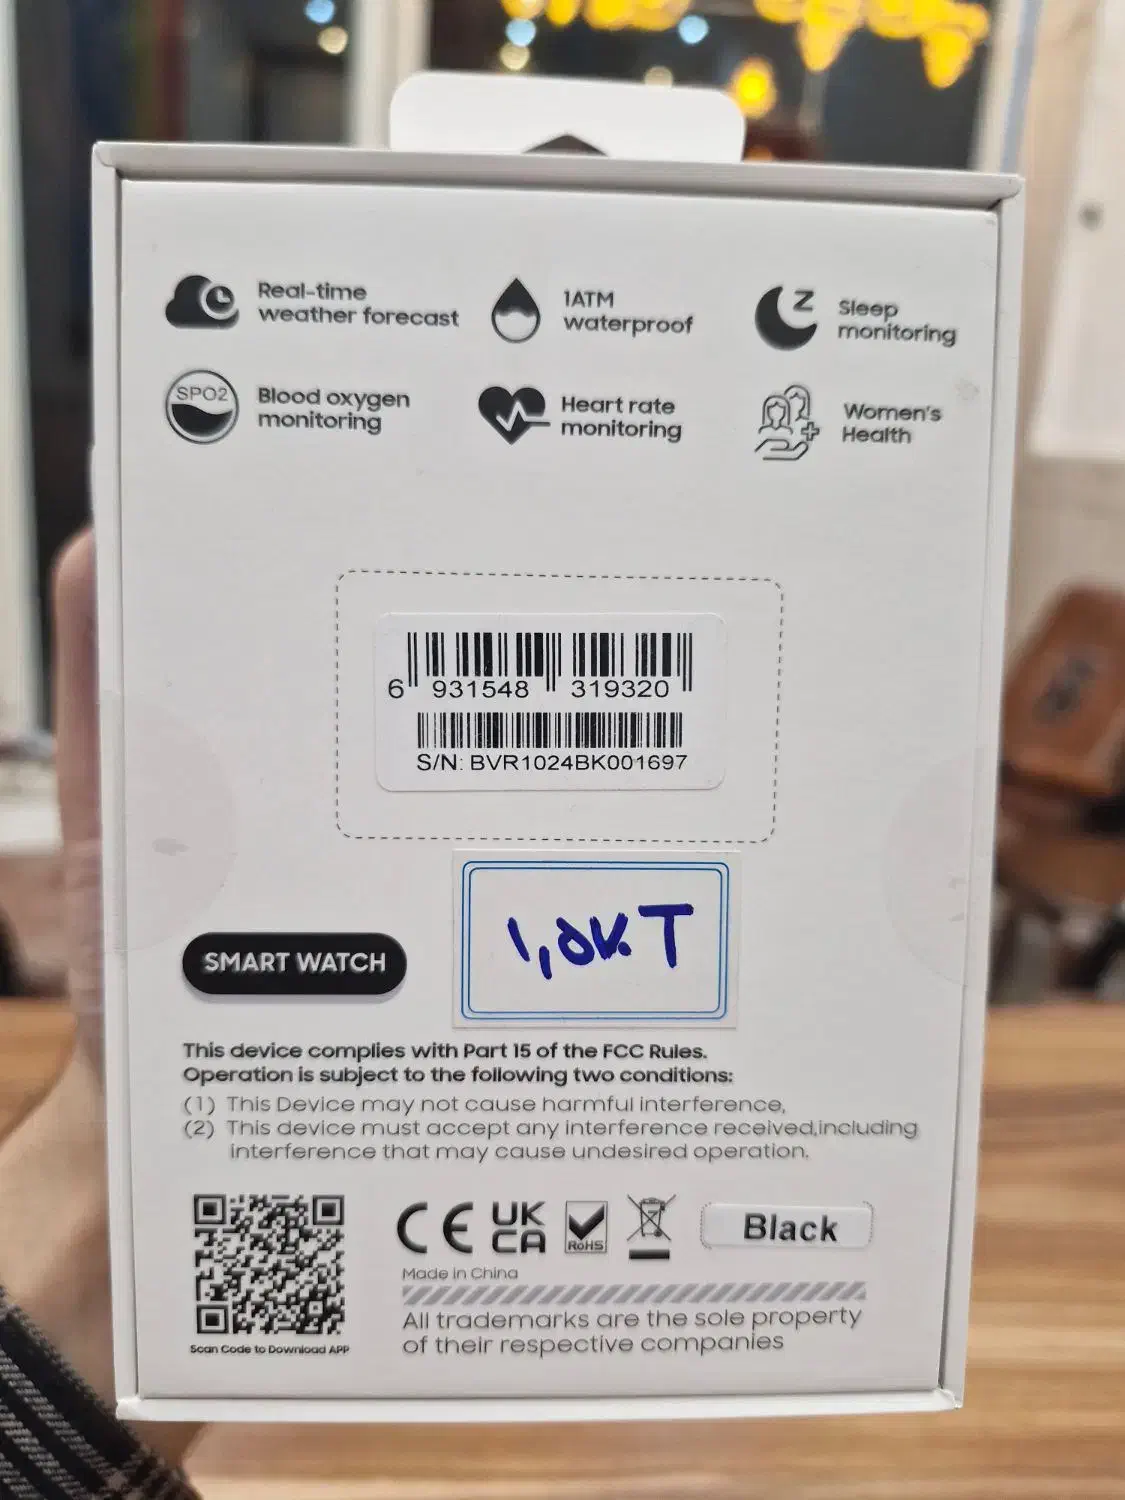 Real-time
weather forecast
1ATM
waterproof
Sleep
monitoring
SPO2
Blood oxygen
monitoring
Heart rate
monitoring
Women's
Health
6 931548 319320
S/N: BVR1024BK001697
۱,۵۷۰ T
SMART WATCH
This device complies with Part 15 of the FCC Rules.
Operation is subject to the following two conditions:
(1) This Device may not cause harmful interference,
(2) This device must accept any interference received,including
interference that may cause undesired operation.
CE UK
CA
RoHS
Black
Made in China
All trademarks are the sole property
of their respective companies
Scan Code to Download APP